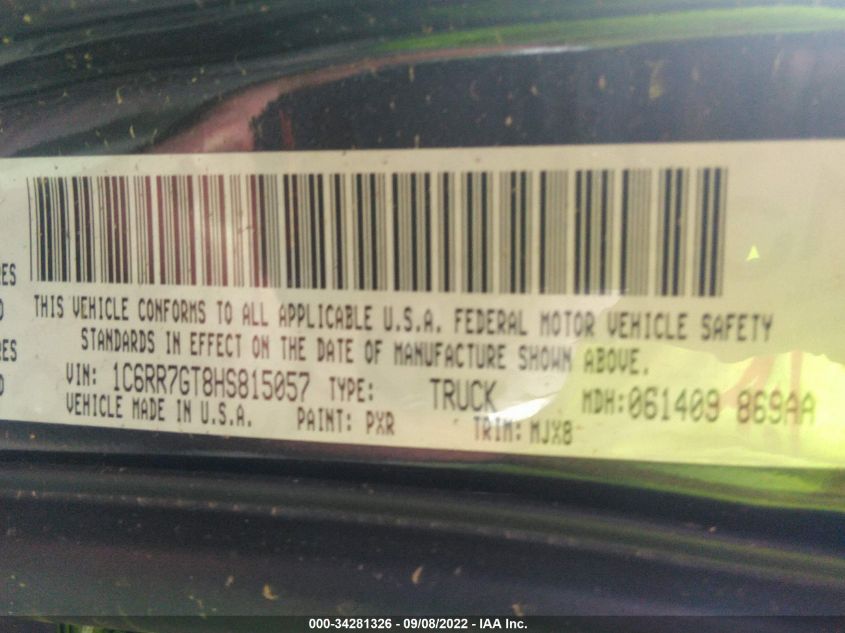 RES
D
RES
D
THIS VEHICLE CONFORMS TO ALL APPLICABLE U.S.A. FEDERAL MOTOR VEHICLE SAFETY
STANDARDS IN EFFECT ON THE DATE OF MANUFACTURE SHOWN ABOVE.
VIN: 1C6RR7GT8HS815057 TYPE: TRUCK MDH:061409 869AA
VEHICLE MADE IN U.S.A. PAINT: PXR TRIM: MJX8
000-34281326 - 09/08/2022 - IAA Inc.